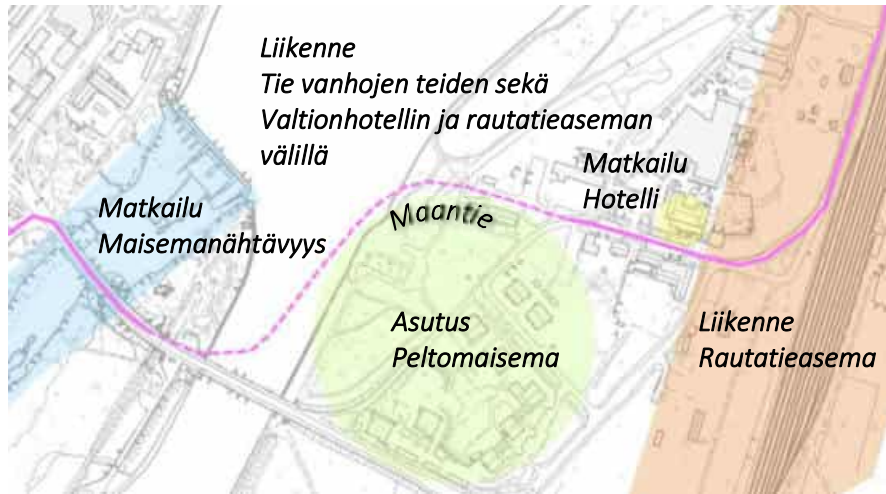 Liikenne
Tie vanhojen teiden sekä
Valtionhotellin ja rautatieaseman
välillä
Matkailu
Hotelli
Matkailu
Maisemanähtävyys
Maantie
Asutus
Peltomaisema
Liikenne
Rautatieasema